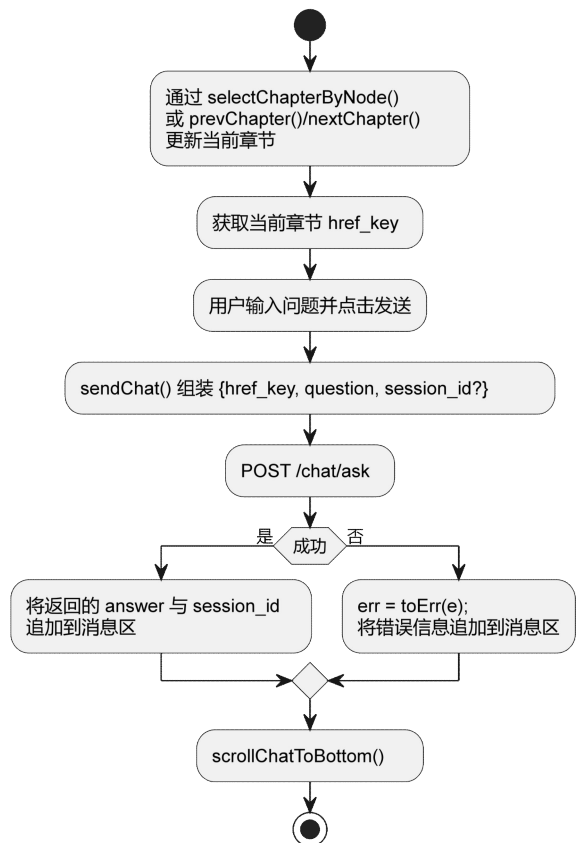 通过 selectChapterByNode()
或 prevChapter()/nextChapter()
更新当前章节
获取当前章节 href_key
用户输入问题并点击发送
sendChat() 组装 {href_key, question, session_id?}
POST /chat/ask
是
成功
否
将返回的 answer 与 session_id
追加到消息区
err = toErr(e);
将错误信息追加到消息区
scrollChatToBottom()